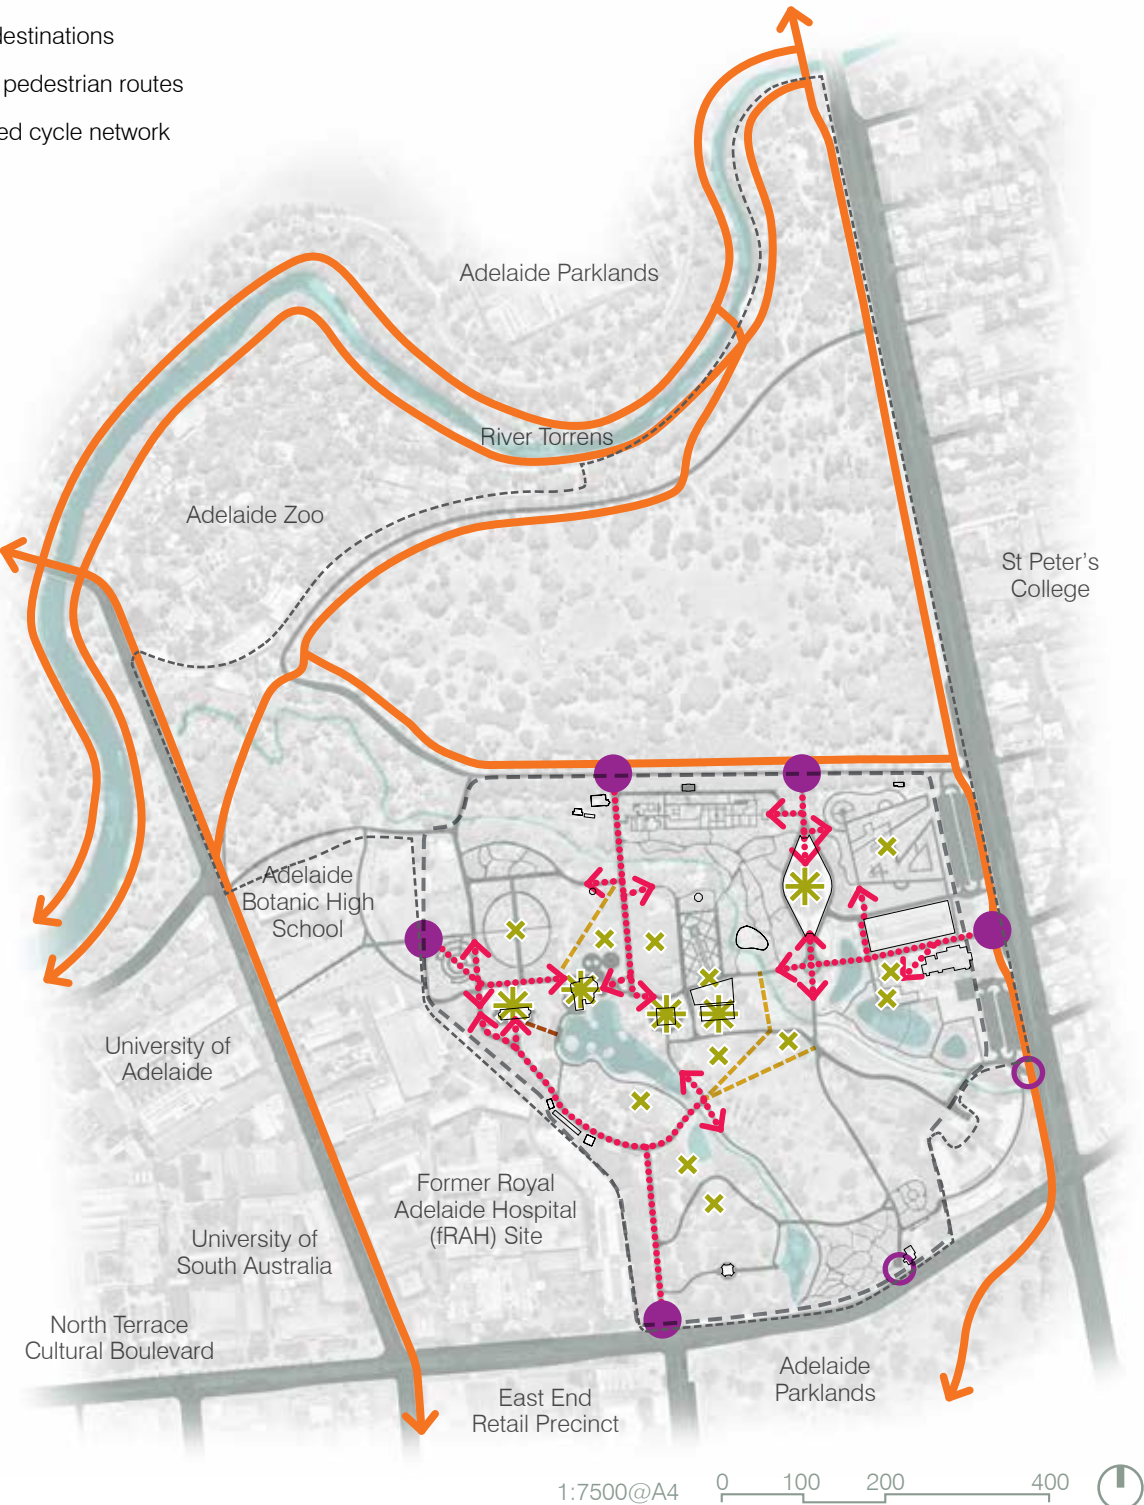 destinations
pedestrian routes
ed cycle network
Adelaide Parklands
River Torrens
Adelaide Zoo
St Peter's
College
Adelaide
Botanic High
School
University of
Adelaide
Former Royal
Adelaide Hospital
(fRAH) Site
University of
South Australia
North Terrace
Cultural Boulevard
Adelaide
Parklands
East End
Retail Precinct
1:7500@A4
0 100 200 400